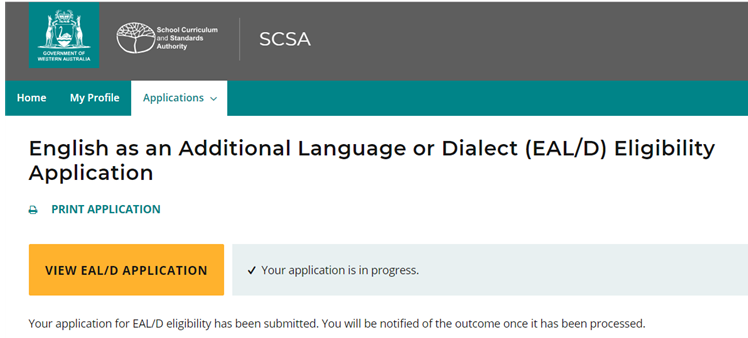 GOVERNMENT OF
WESTERN AUSTRALIA
School Curriculum
and Standards
Authority
SCSA
Home My Profile Applications
English as an Additional Language or Dialect (EAL/D) Eligibility
Application
PRINT APPLICATION
VIEW EAL/D APPLICATION
Your application is in progress.
Your application for EAL/D eligibility has been submitted. You will be notified of the outcome once it has been processed.